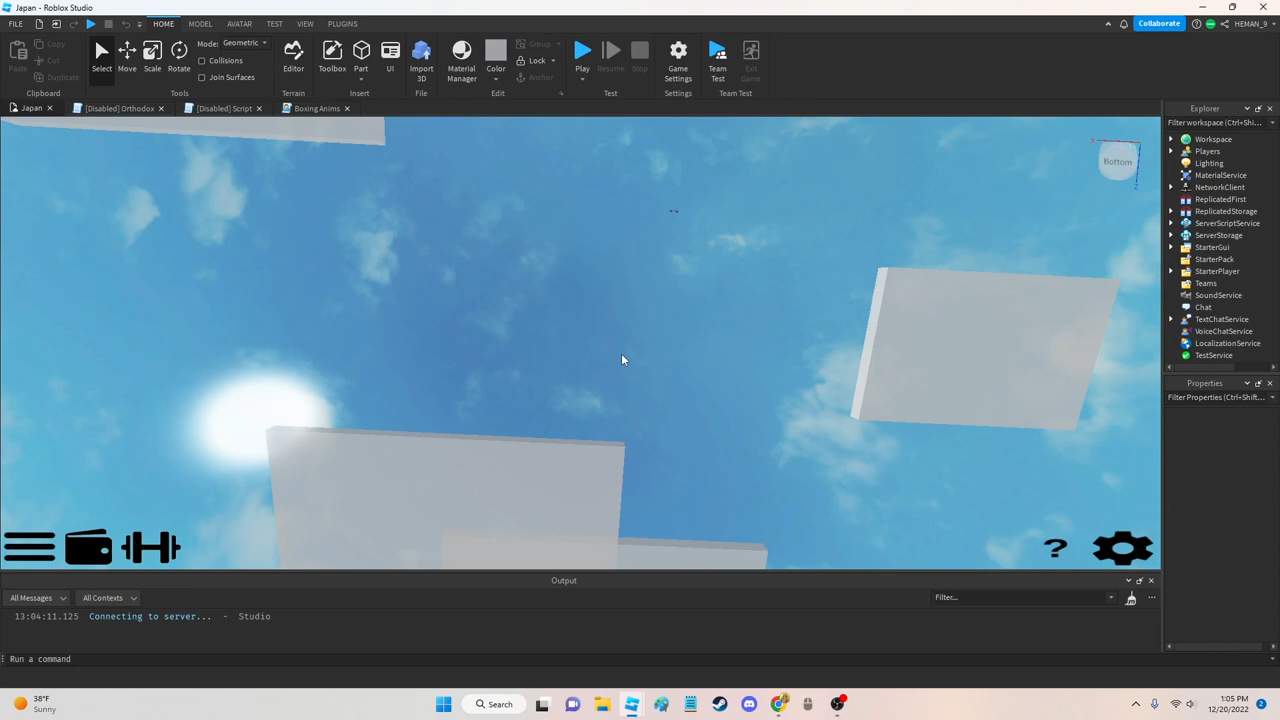 Japan - Roblox Studio
FILE HOME MODEL AVATAR TEST VIEW PLUGINS Collaborate HEMAN_9
Paste Copy Cut Duplicate Clipboard
Select Move Scale Rotate Mode: Geometric Collisions Join Surfaces Tools
Editor Terrain
Toolbox Part UI Insert
Import 3D File
Material Manager Color Group Lock Anchor Edit
Play Resume Stop Test
Game Settings Settings
Team Test Exit Game Team Test
Japan [Disabled] Orthodox [Disabled] Script Boxing Anims
Explorer
Filter workspace (Ctrl+Shi...
Workspace
Players
Lighting
MaterialService
NetworkClient
ReplicatedFirst
ReplicatedStorage
ServerScriptService
ServerStorage
StarterGui
StarterPack
StarterPlayer
Teams
SoundService
Chat
TextChatService
VoiceChatService
LocalizationService
TestService
Properties
Filter Properties (Ctrl+Shift...
X Bottom Z
?
Output
All Messages All Contexts Filter...
13:04:11.125 Connecting to server... - Studio
Run a command
38°F
Sunny
Search
1:05 PM
12/20/2022
2